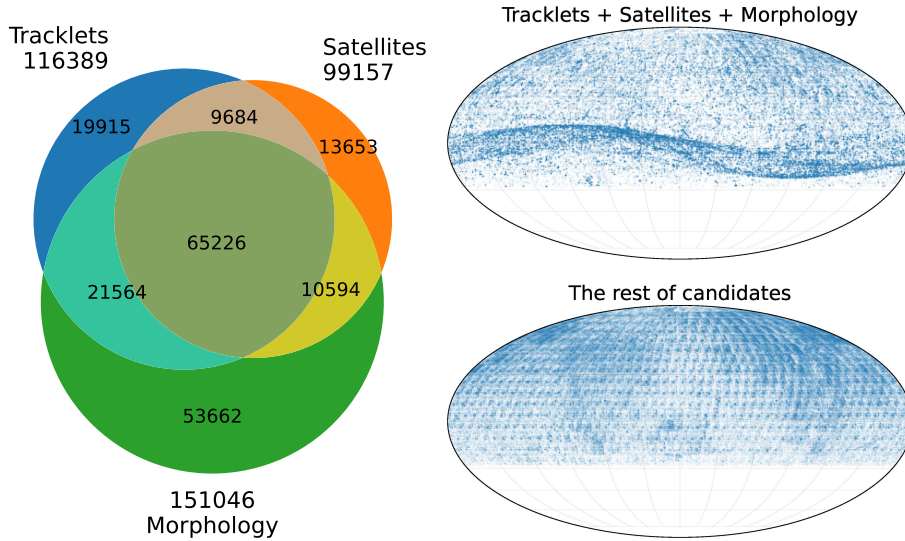 Tracklets
116389
Satellites
99157
19915
9684
13653
65226
21564
10594
53662
151046
Morphology
Tracklets + Satellites + Morphology
The rest of candidates